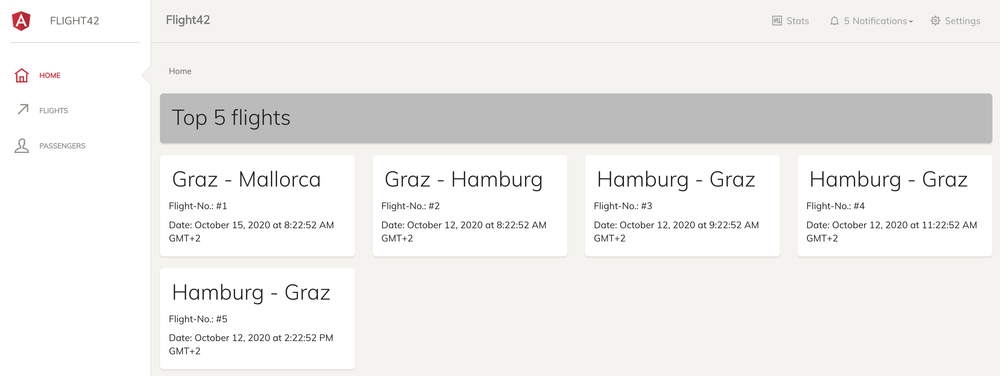 FLIGHT42
Flight42
Stats
5 Notifications
Settings
HOME
FLIGHTS
PASSENGERS
Home
Top 5 flights
Graz - Mallorca
Flight-No.: #1
Date: October 15, 2020 at 8:22:52 AM
GMT+2
Graz - Hamburg
Flight-No.: #2
Date: October 12, 2020 at 8:22:52 AM
GMT+2
Hamburg - Graz
Flight-No.: #3
Date: October 12, 2020 at 9:22:52 AM
GMT+2
Hamburg - Graz
Flight-No.: #4
Date: October 12, 2020 at 11:22:52 AM
GMT+2
Hamburg - Graz
Flight-No.: #5
Date: October 12, 2020 at 2:22:52 PM
GMT+2